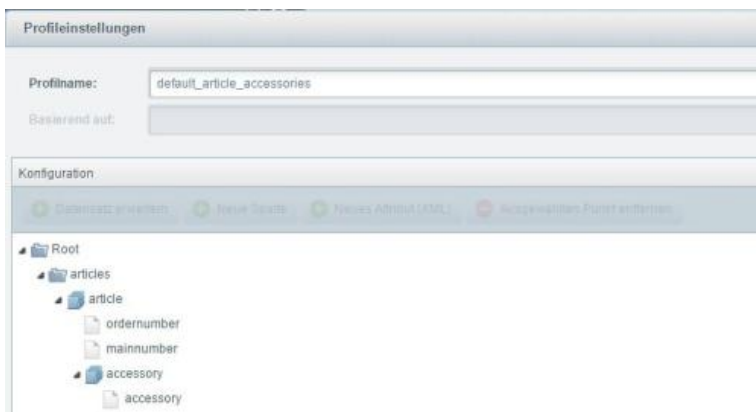 Profileinstellungen
Profilname: default_article_accessories
Basierend auf:
Konfiguration
Datensatz erweitern Neue Spalte Neues Attribut (XML) Ausgewählten Punkt entfernen
Root
articles
article
ordernumber
mainnumber
accessory
accessory